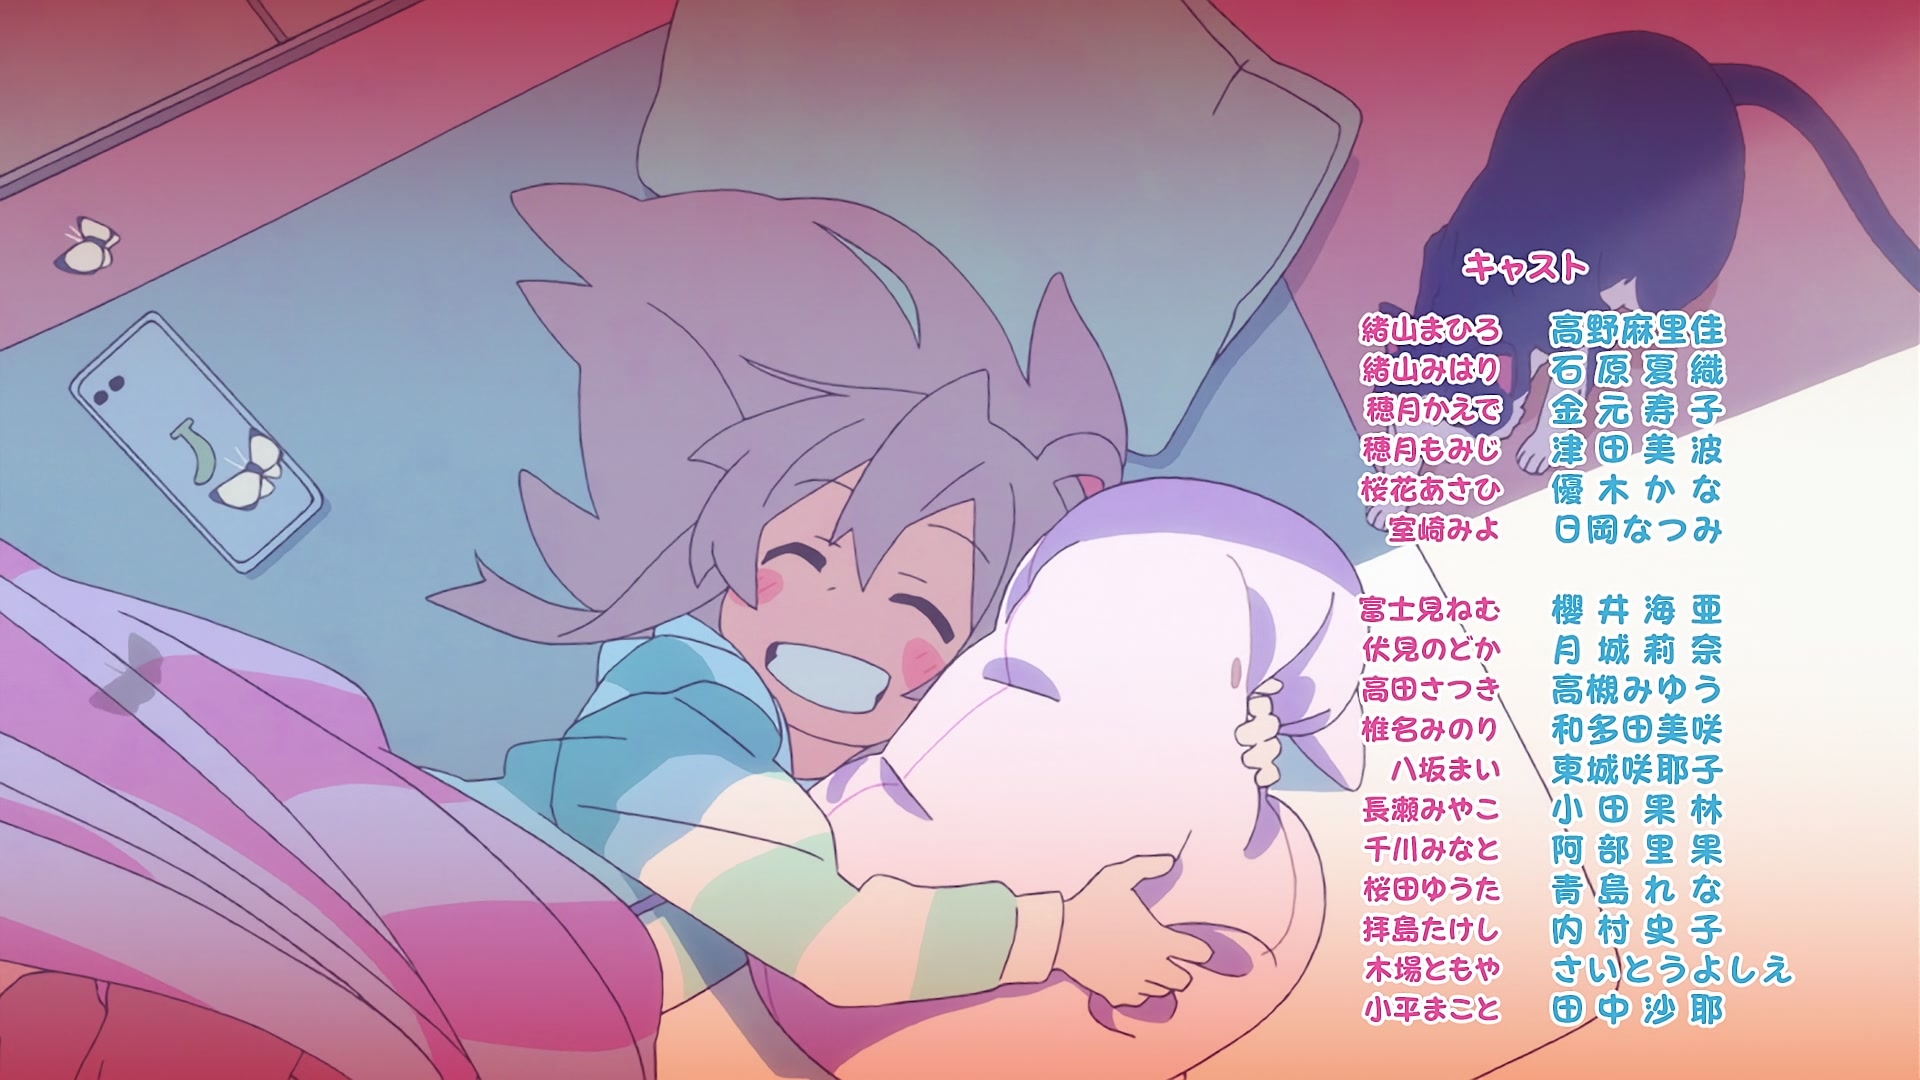 キャスト
緒山まひろ 高野麻里佳
緒山みはり 石原夏織
穂月かえで 金元寿子
穂月もみじ 津田美波
桜花あさひ 優木かな
室崎みよ 日岡なつみ
富士見ねむ 櫻井海亜
伏見のどか 月城莉奈
高田さつき 高槻みゆう
椎名みのり 和多田美咲
八坂まい 東城咲耶子
長瀬みやこ 小田果林
千川みなと 阿部里果
桜田ゆうた 青島れな
拝島たけし 内村史子
木場ともや さいとうよしえ
小平まこと 田中沙耶